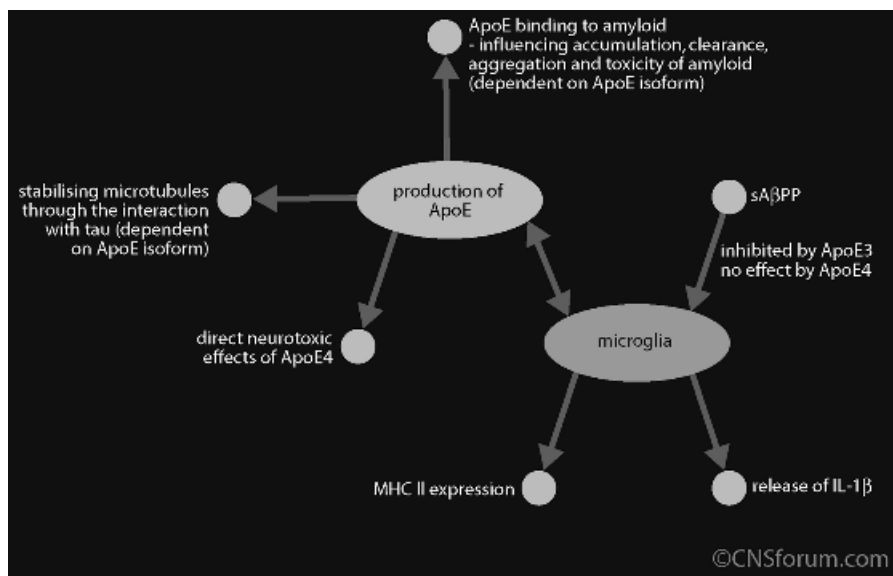 ApoE binding to amyloid
- influencing accumulation, clearance,
aggregation and toxicity of amyloid
(dependent on ApoE isoform)
stabilising microtubules
through the interaction
with tau (dependent
on ApoE isoform)
production of
ApoE
sAβPP
inhibited by ApoE3
no effect by ApoE4
direct neurotoxic
effects of ApoE4
microglia
MHC II expression
release of IL-1β
©CNSforum.com